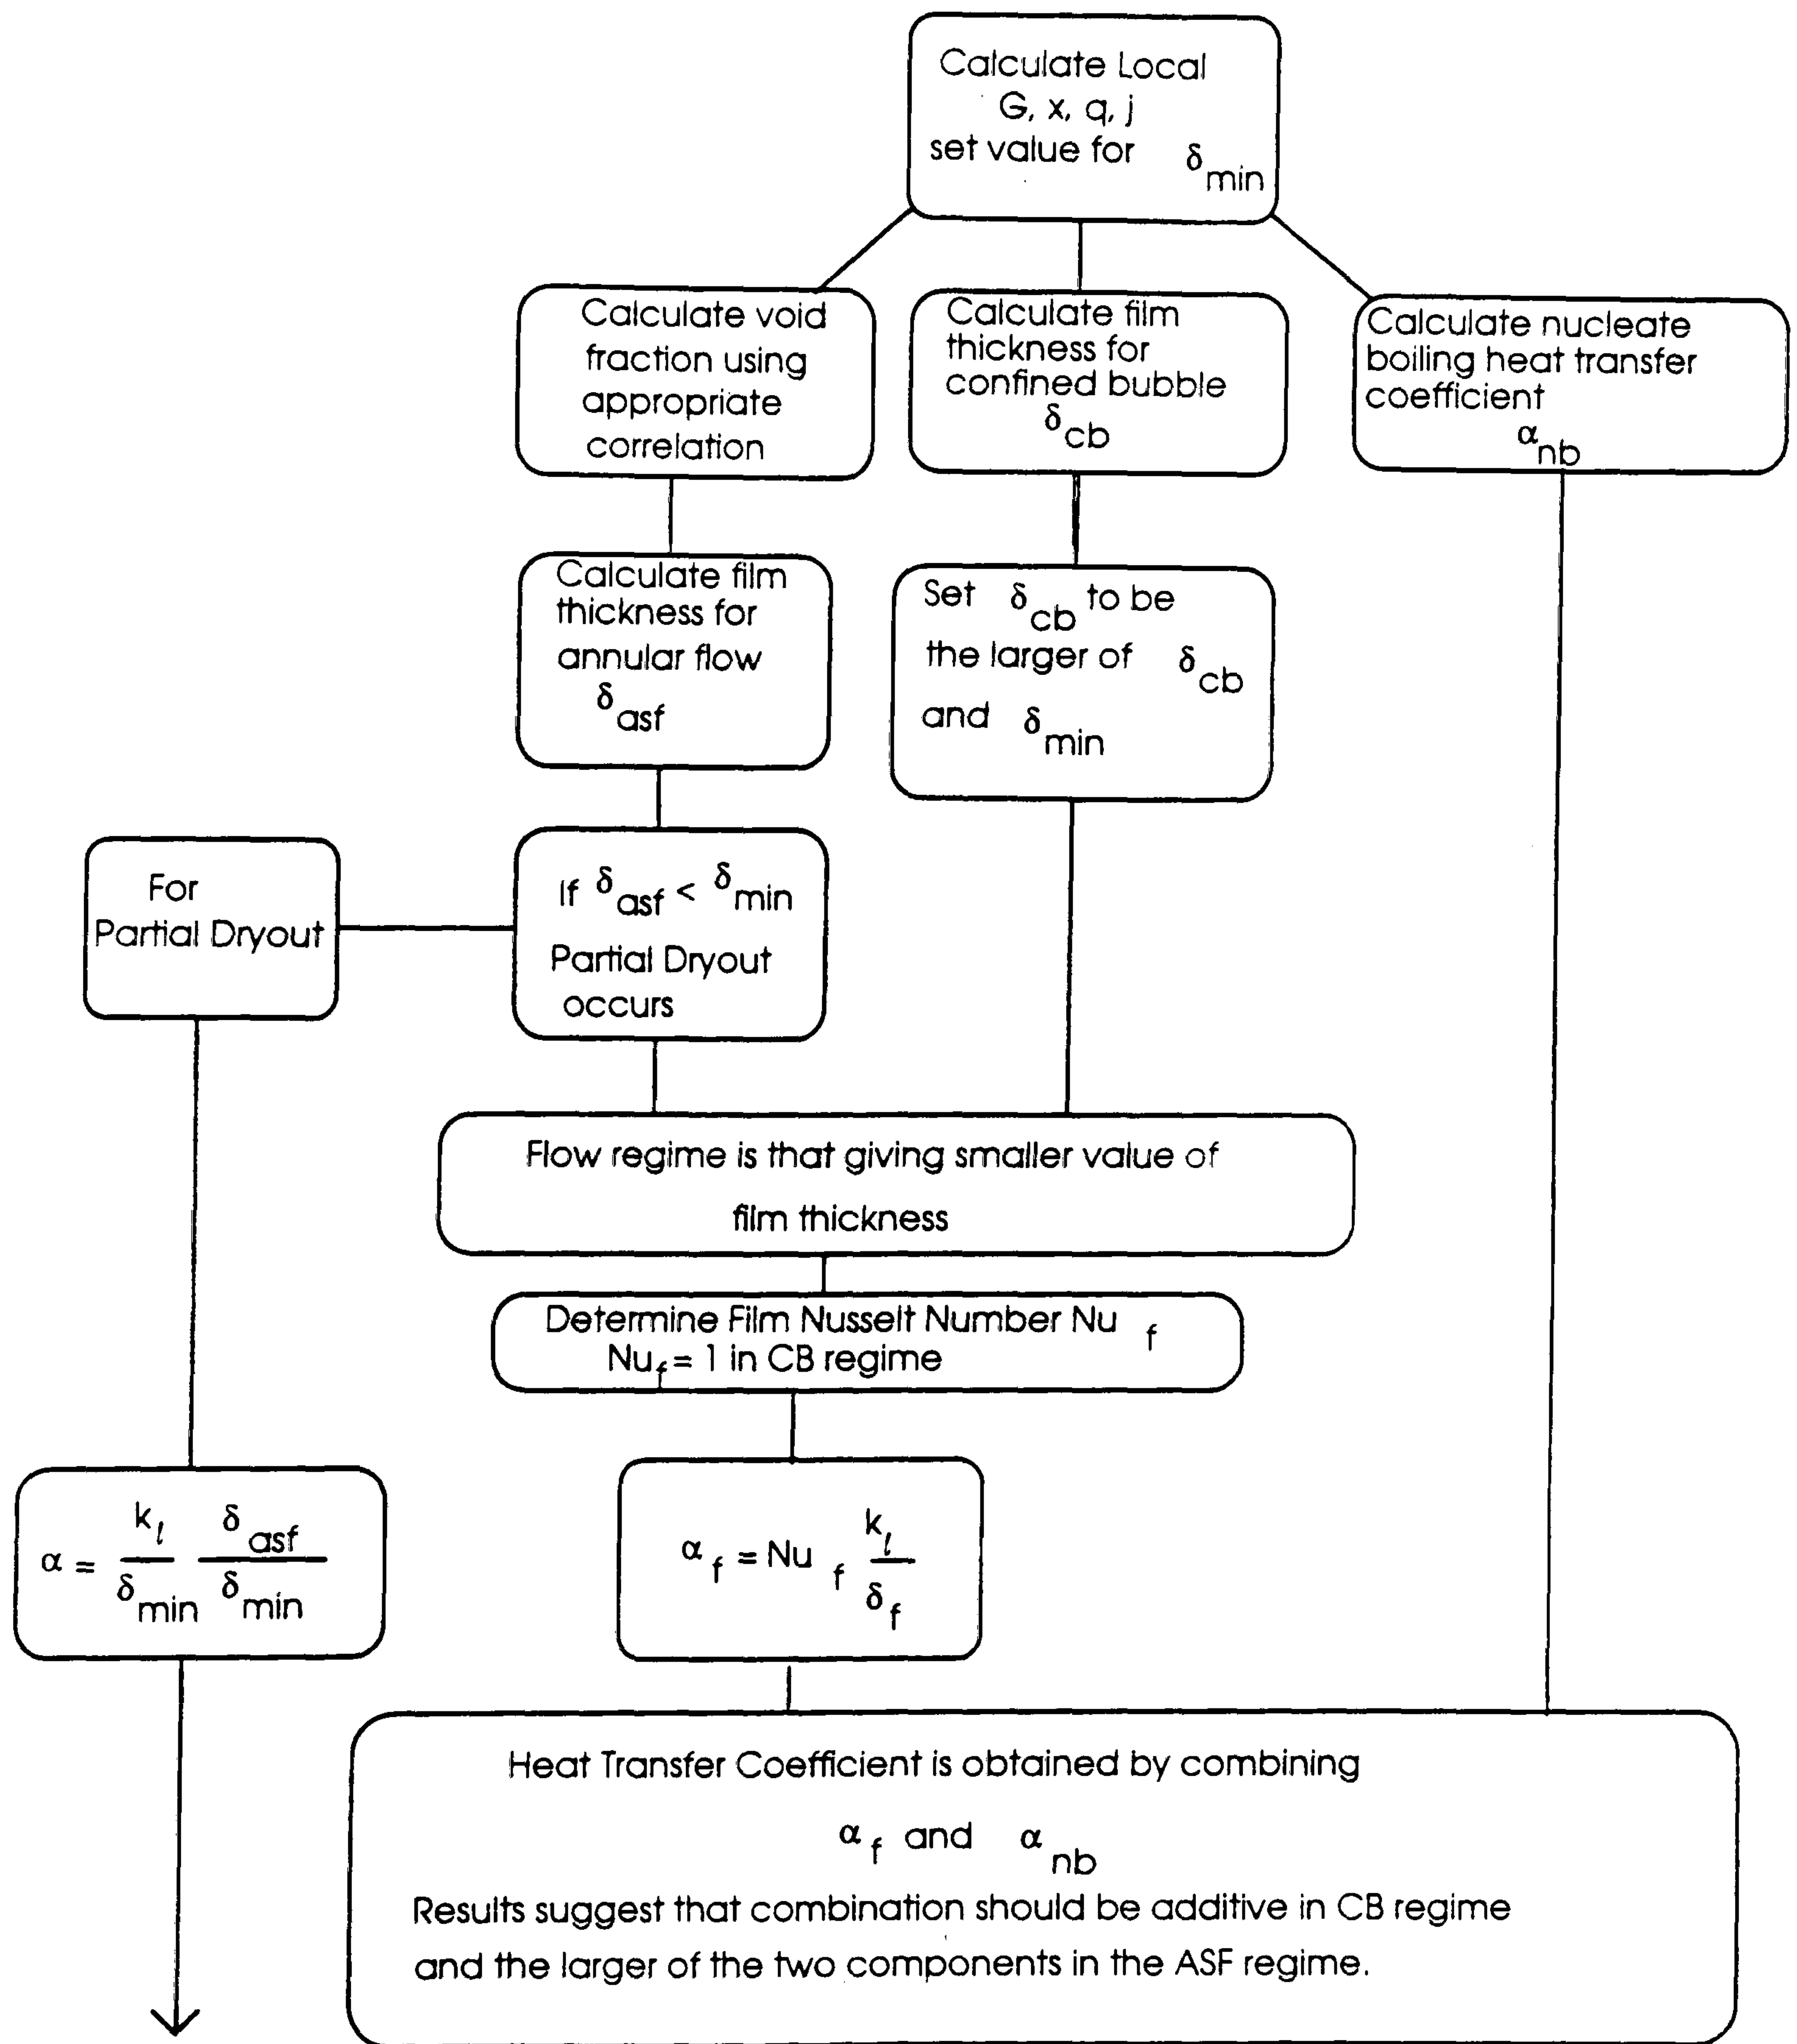 Calculate Local
G, x, q, j
set value for δ min
Calculate void
fraction using
appropriate
correlation
Calculate film
thickness for
confined bubble
δ cb
Calculate nucleate
boiling heat transfer
coefficient
α nb
Calculate film
thickness for
annular flow
δ asf
Set δ cb to be
the larger of δ cb
and δ min
For
Partial Dryout
If δ asf < δ min
Partial Dryout
occurs
Flow regime is that giving smaller value of
film thickness
Determine Film Nusselt Number Nu f
Nu f = 1 in CB regime
α = k l / δ min δ asf / δ min
α f = Nu f k l / δ f
Heat Transfer Coefficient is obtained by combining
α f and α nb
Results suggest that combination should be additive in CB regime
and the larger of the two components in the ASF regime.